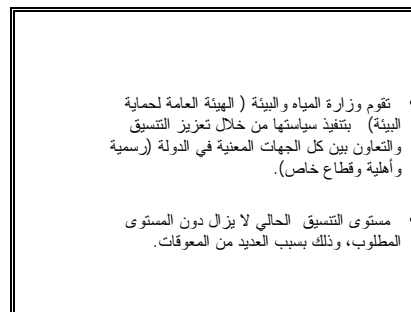 • تقوم وزارة المياه والبيئة ( الهيئة العامة لحماية
البيئة) بتنفيذ سياستها من خلال تعزيز التنسيق
والتعاون بين كل الجهات المعنية في الدولة (رسمية
وأهلية وقطاع خاص).
• مستوى التنسيق الحالي لا يزال دون المستوى
المطلوب، وذلك بسبب العديد من المعوقات.